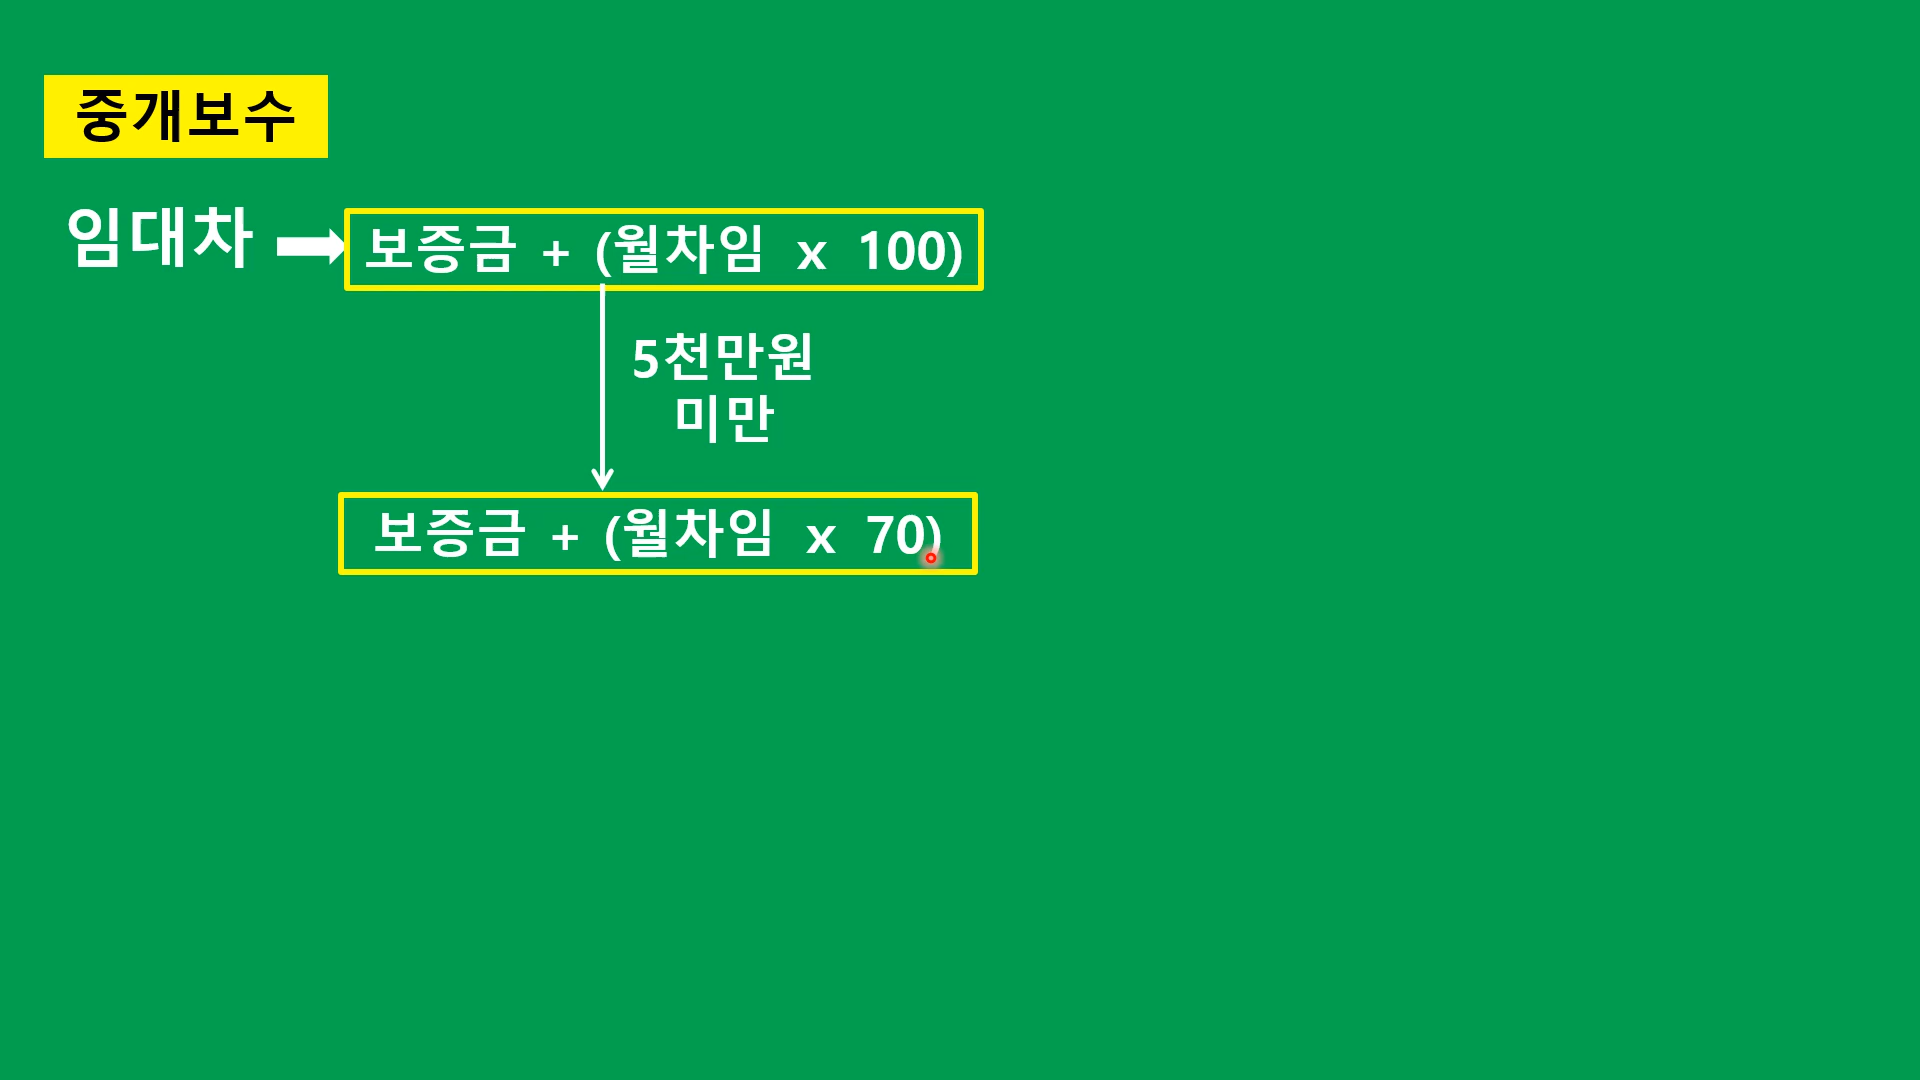 중개보수
임대차
보증금 + (월차임 x 100)
5천만원
미만
보증금 + (월차임 x 70)